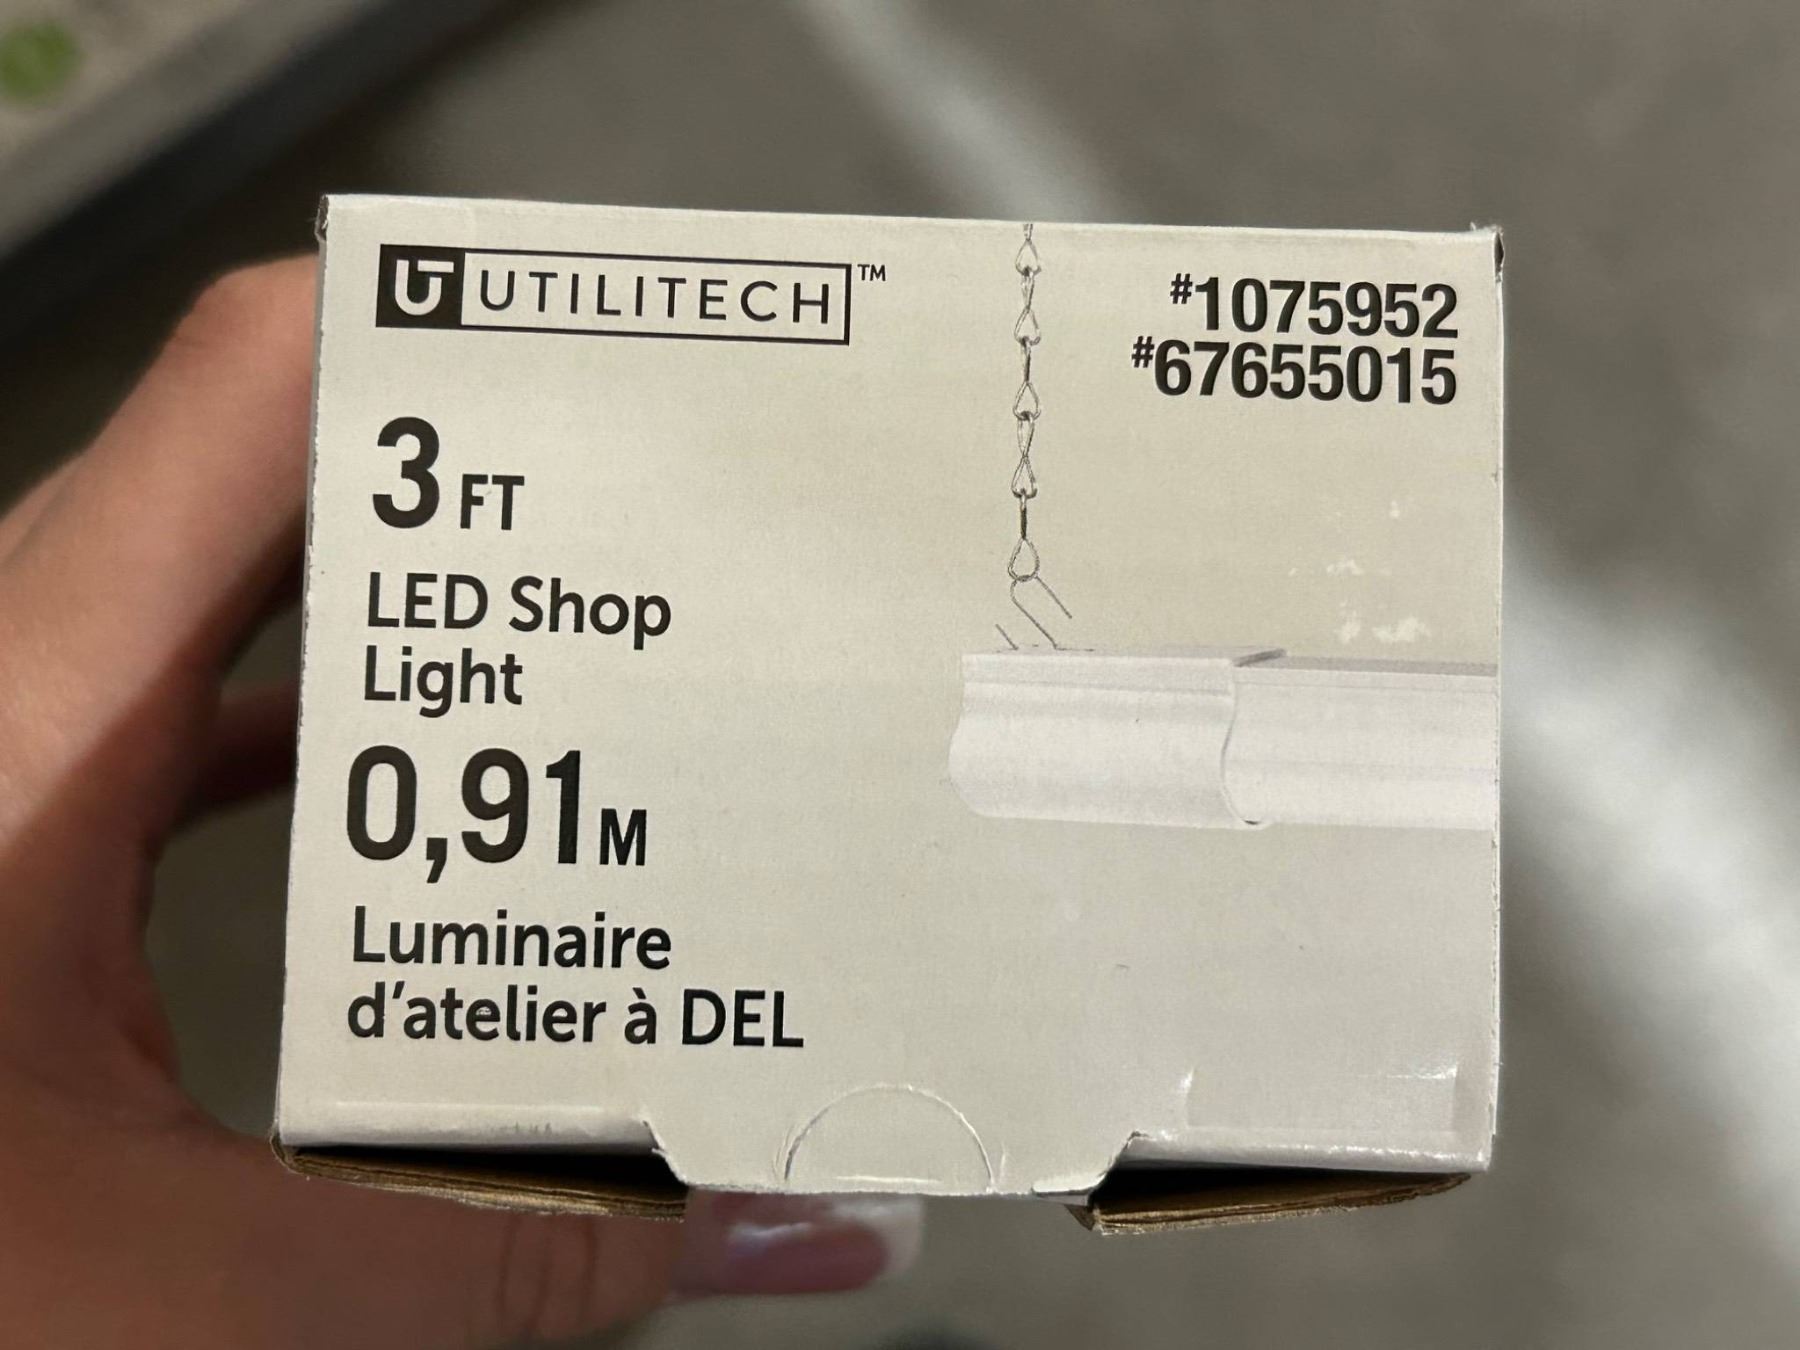 UTILITECH™
#1075952
#67655015
3 FT
LED Shop
Light
0,91 M
Luminaire
d'atelier à DEL